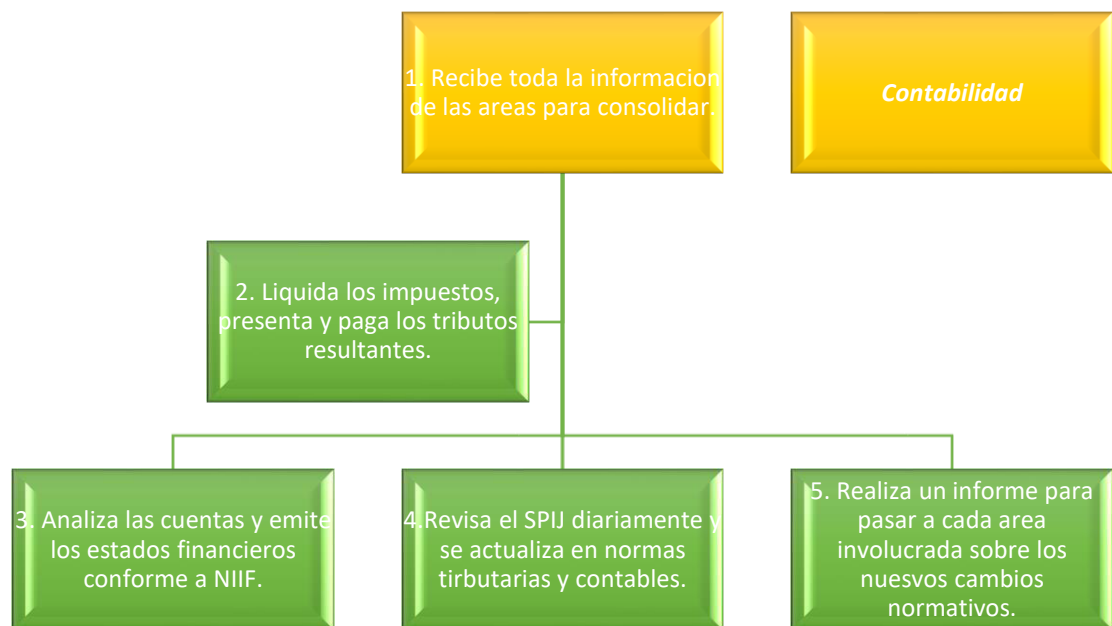 1. Recibe toda la informacion
de las areas para consolidar.
Contabilidad
2. Liquida los impuestos,
presenta y paga los tributos
resultantes.
3. Analiza las cuentas y emite
los estados financieros
conforme a NIIF.
4.Revisa el SPIJ diariamente y
se actualiza en normas
tirbutarias y contables.
5. Realiza un informe para
pasar a cada area
involucrada sobre los
nuesvos cambios
normativos.